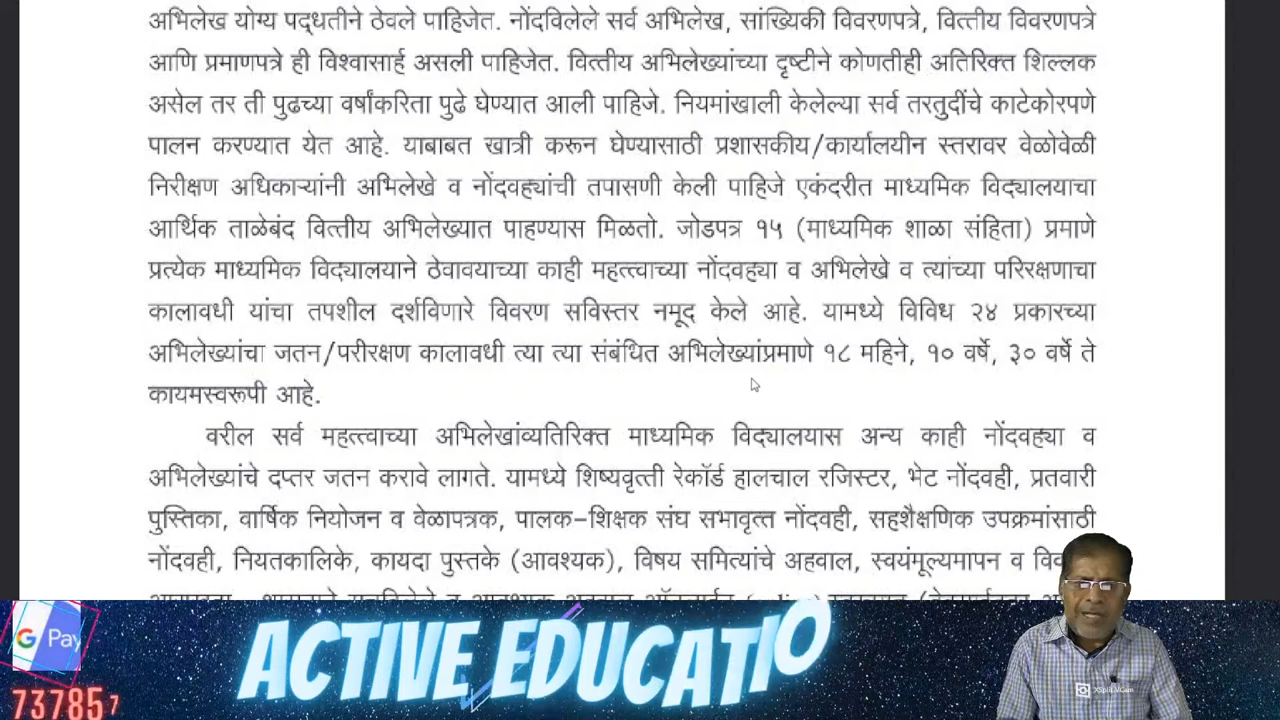 अभिलेख योग्य पद्धतीने ठेवले पाहिजेत. नोंदविलेले सर्व अभिलेख, सांख्यिकी विवरणपत्रे, वित्तीय विवरणपत्रे
आणि प्रमाणपत्रे ही विश्वासार्ह असली पाहिजेत. वित्तीय अभिलेख्यांच्या दृष्टीने कोणतीही अतिरिक्त शिल्लक
असेल तर ती पुढच्या वर्षांकरिता पुढे घेण्यात आली पाहिजे. नियमांखाली केलेल्या सर्व तरतुदींचे काटेकोरपणे
पालन करण्यात येत आहे. याबाबत खात्री करून घेण्यासाठी प्रशासकीय/कार्यालयीन स्तरावर वेळोवेळी
निरीक्षण अधिकाऱ्यांनी अभिलेखे व नोंदवह्यांची तपासणी केली पाहिजे एकंदरीत माध्यमिक विद्यालयाचा
आर्थिक ताळेबंद वित्तीय अभिलेख्यात पाहण्यास मिळतो. जोडपत्र १५ (माध्यमिक शाळा संहिता) प्रमाणे
प्रत्येक माध्यमिक विद्यालयाने ठेवावयाच्या काही महत्त्वाच्या नोंदवह्या व अभिलेखे व त्यांच्या परिरक्षणाचा
कालावधी यांचा तपशील दर्शविणारे विवरण सविस्तर नमूद केले आहे. यामध्ये विविध २४ प्रकारच्या
अभिलेख्यांचा जतन/परीरक्षण कालावधी त्या त्या संबंधित अभिलेख्यांप्रमाणे १८ महिने, १० वर्षे, ३० वर्षे ते
कायमस्वरूपी आहे.
वरील सर्व महत्त्वाच्या अभिलेखांव्यतिरिक्त माध्यमिक विद्यालयास अन्य काही नोंदवह्या व
अभिलेख्यांचे दप्तर जतन करावे लागते. यामध्ये शिष्यवृत्ती रेकॉर्ड हालचाल रजिस्टर, भेट नोंदवही, प्रतवारी
पुस्तिका, वार्षिक नियोजन व वेळापत्रक, पालक-शिक्षक संघ सभावृत्त नोंदवही, सहशैक्षणिक उपक्रमांसाठी
नोंदवही, नियतकालिके, कायदा पुस्तके (आवश्यक), विषय समित्यांचे अहवाल, स्वयंमूल्यमापन व
G Pay
ACTIVE EDUCATIO
737857
XSplit VCam